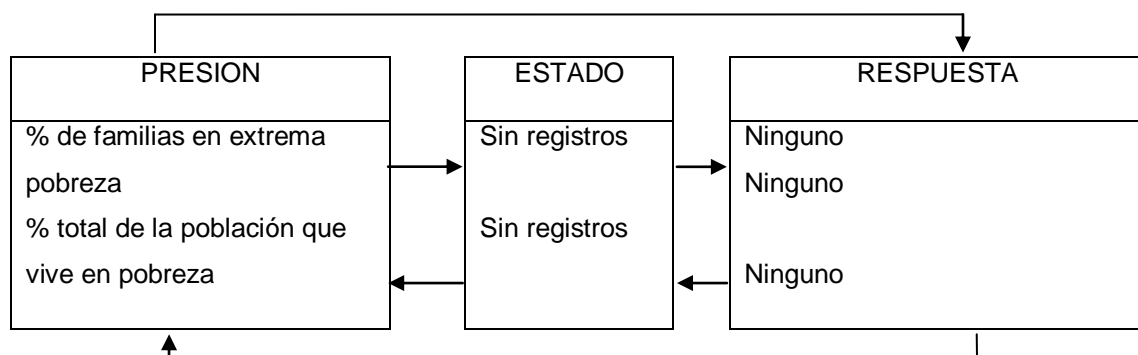 PRESION
% de familias en extrema
pobreza
% total de la población que
vive en pobreza
ESTADO
Sin registros
Sin registros
RESPUESTA
Ninguno
Ninguno
Ninguno